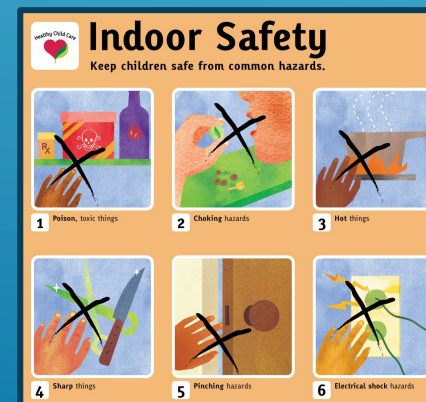 Healthy Child Care
Indoor Safety
Keep children safe from common hazards.
Rx
1 Poison, toxic things
2 Choking hazards
3 Hot things
4 Sharp things
5 Pinching hazards
6 Electrical shock hazards